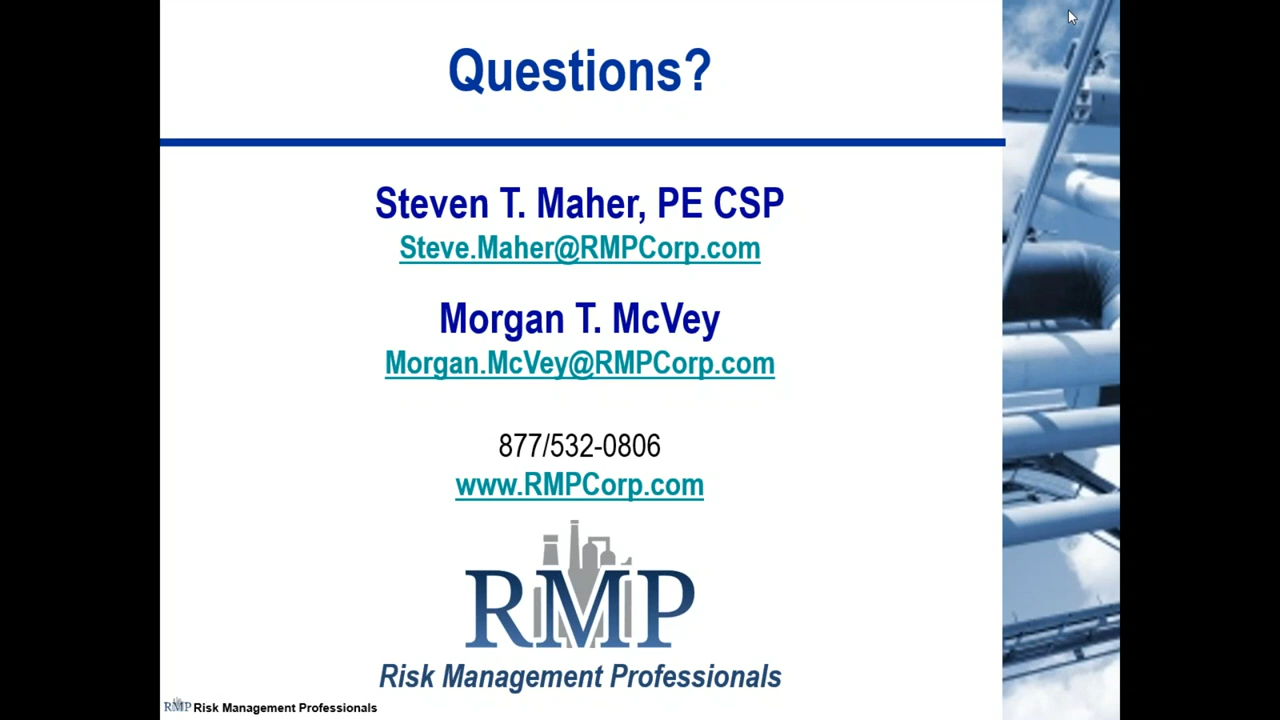 Questions?
Steven T. Maher, PE CSP
Steve.Maher@RMPCorp.com
Morgan T. McVey
Morgan.McVey@RMPCorp.com
877/532-0806
www.RMPCorp.com
RMP
Risk Management Professionals
RMP Risk Management Professionals